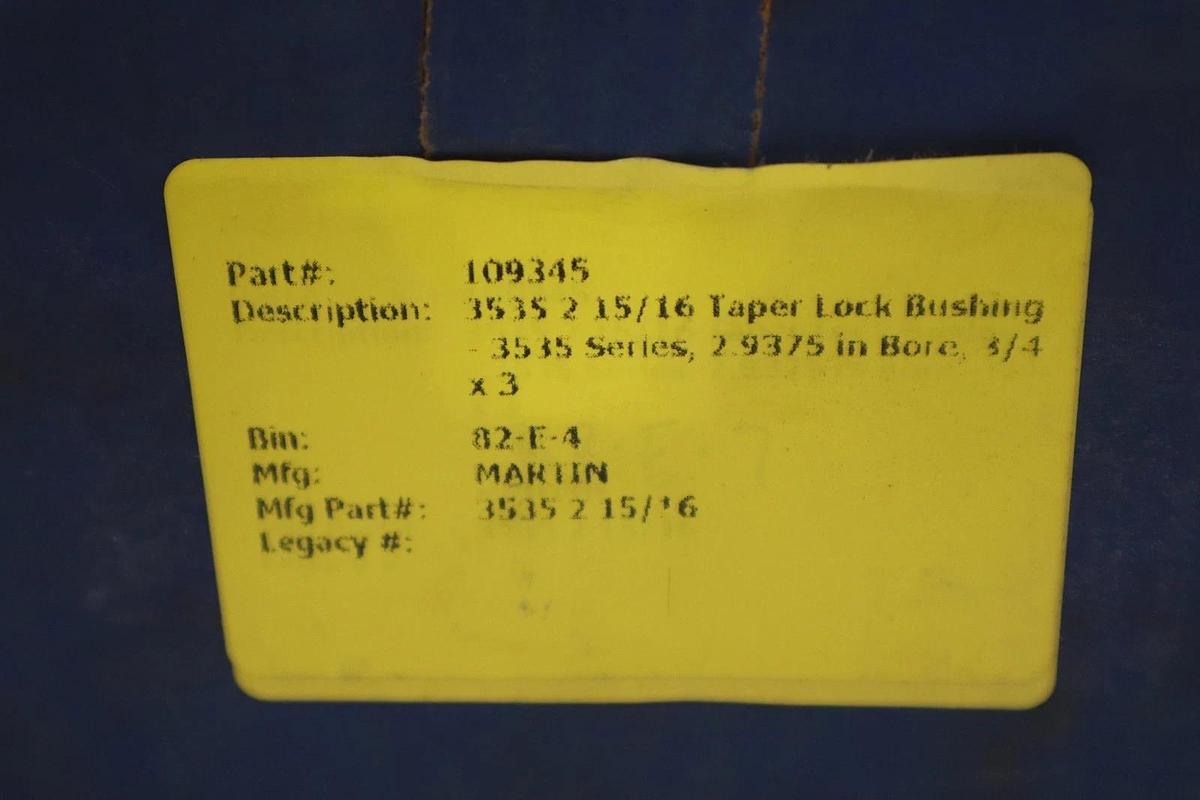 Part#: 109345
Description: 3535 2 15/16 Taper Lock Bushing
- 3535 Series, 2.9375 in Bore, 3/4
x 3
Bin: 82-E-4
Mfg: MARTIN
Mfg Part#: 3535 2 15/16
Legacy #: